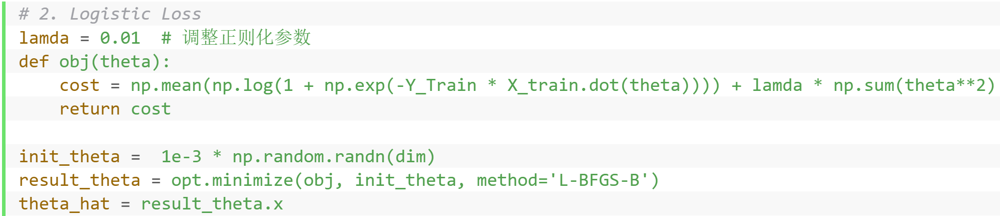 # 2. Logistic Loss
lamda = 0.01  # 调整正则化参数
def obj(theta):
    cost = np.mean(np.log(1 + np.exp(-Y_Train * X_train.dot(theta)))) + lamda * np.sum(theta**2)
    return cost
init_theta =  1e-3 * np.random.randn(dim)
result_theta = opt.minimize(obj, init_theta, method='L-BFGS-B')
theta_hat = result_theta.x